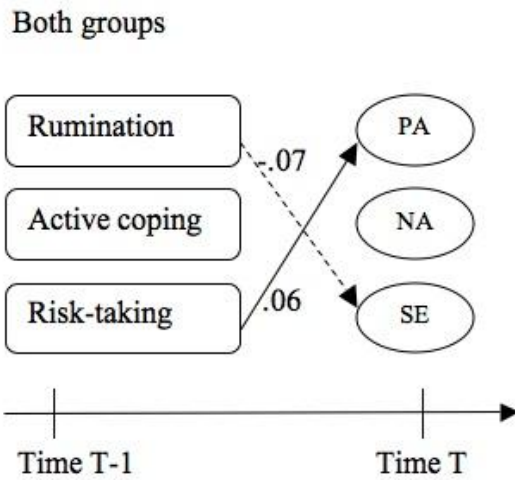 Both groups
Rumination
PA
-.07
Active coping
NA
Risk-taking
.06
SE
Time T-1
Time T